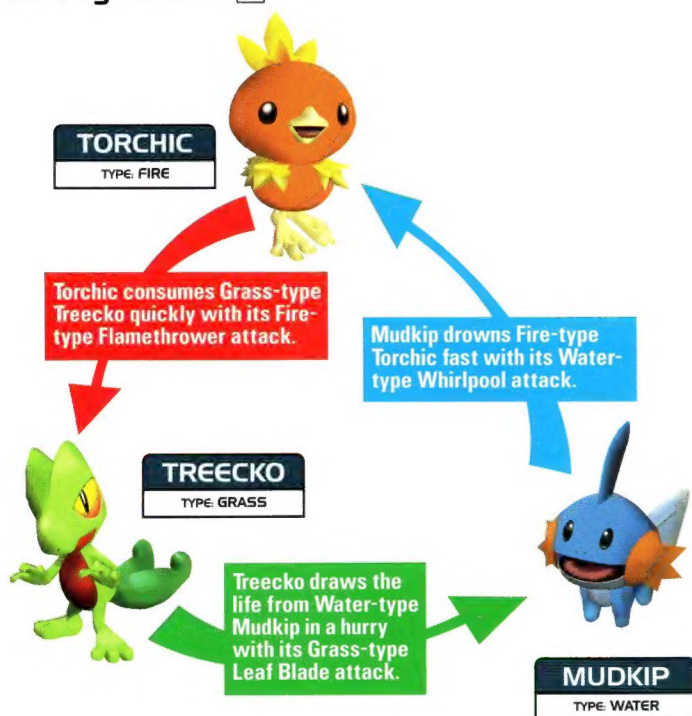 TORCHIC
TYPE: FIRE
Torchic consumes Grass-type
Treecko quickly with its Fire-
type Flamethrower attack.
Mudkip drowns Fire-type
Torchic fast with its Water-
type Whirlpool attack.
TREECKO
TYPE: GRASS
Treecko draws the
life from Water-type
Mudkip in a hurry
with its Grass-type
Leaf Blade attack.
MUDKIP
TYPE: WATER